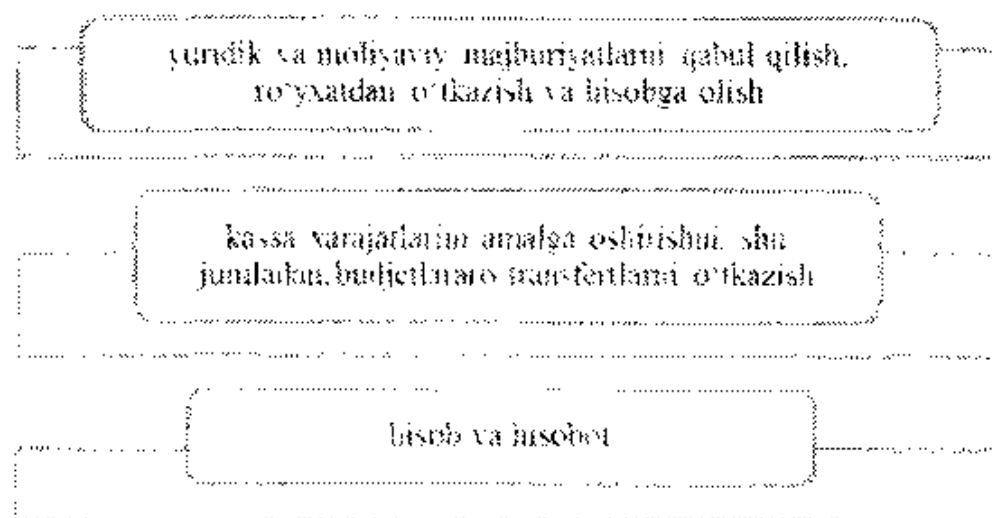 yuridik va moliyaviy majburiyatlarni qabul qilish,
ro‘yxatdan o‘tkazish va hisobga olish
kassa xarajatlarini amalga oshirishni, shu
jumladan, budjetlararo transfertlarni o‘tkazish
hisob va hisobot